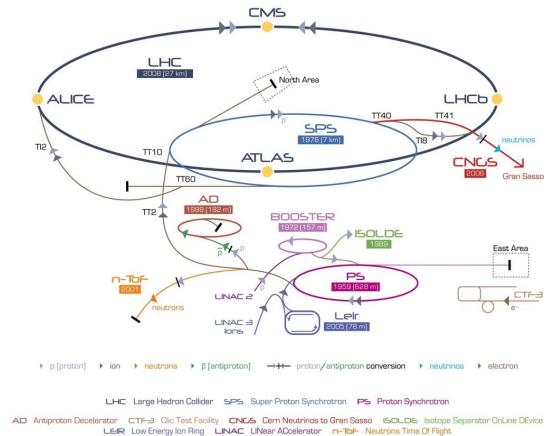 CMS
LHC
2008 (27 km)
North Area
ALICE
LHCb
p
SPS
1976 (7 km)
TT40 TT41
TI2
TT10
TI8
neutrinos
ATLAS
CNGS
2006
Gran Sasso
TT60
AD
TT2
1999 (182 m)
BOOSTER
1972 (157 m)
ISOLDE
1989
p
p̅
East Area
n-ToF
2001
p
PS
1959 (628 m)
LINAC 2
neutrons
CTF-3
e-
LINAC 3
Ions
Leir
2005 (78 m)
p [proton] ion neutrons p̅ [antiproton] proton/antiproton conversion neutrinos electron
LHC Large Hadron Collider SPS Super Proton Synchrotron PS Proton Synchrotron
AD Antiproton Decelerator CTF-3 Clic Test Facility CNGS Cern Neutrinos to Gran Sasso ISOLDE Isotope Separator OnLine DEvice
LEIR Low Energy Ion Ring LINAC LINear ACcelerator n-ToF Neutrons Time Of Flight